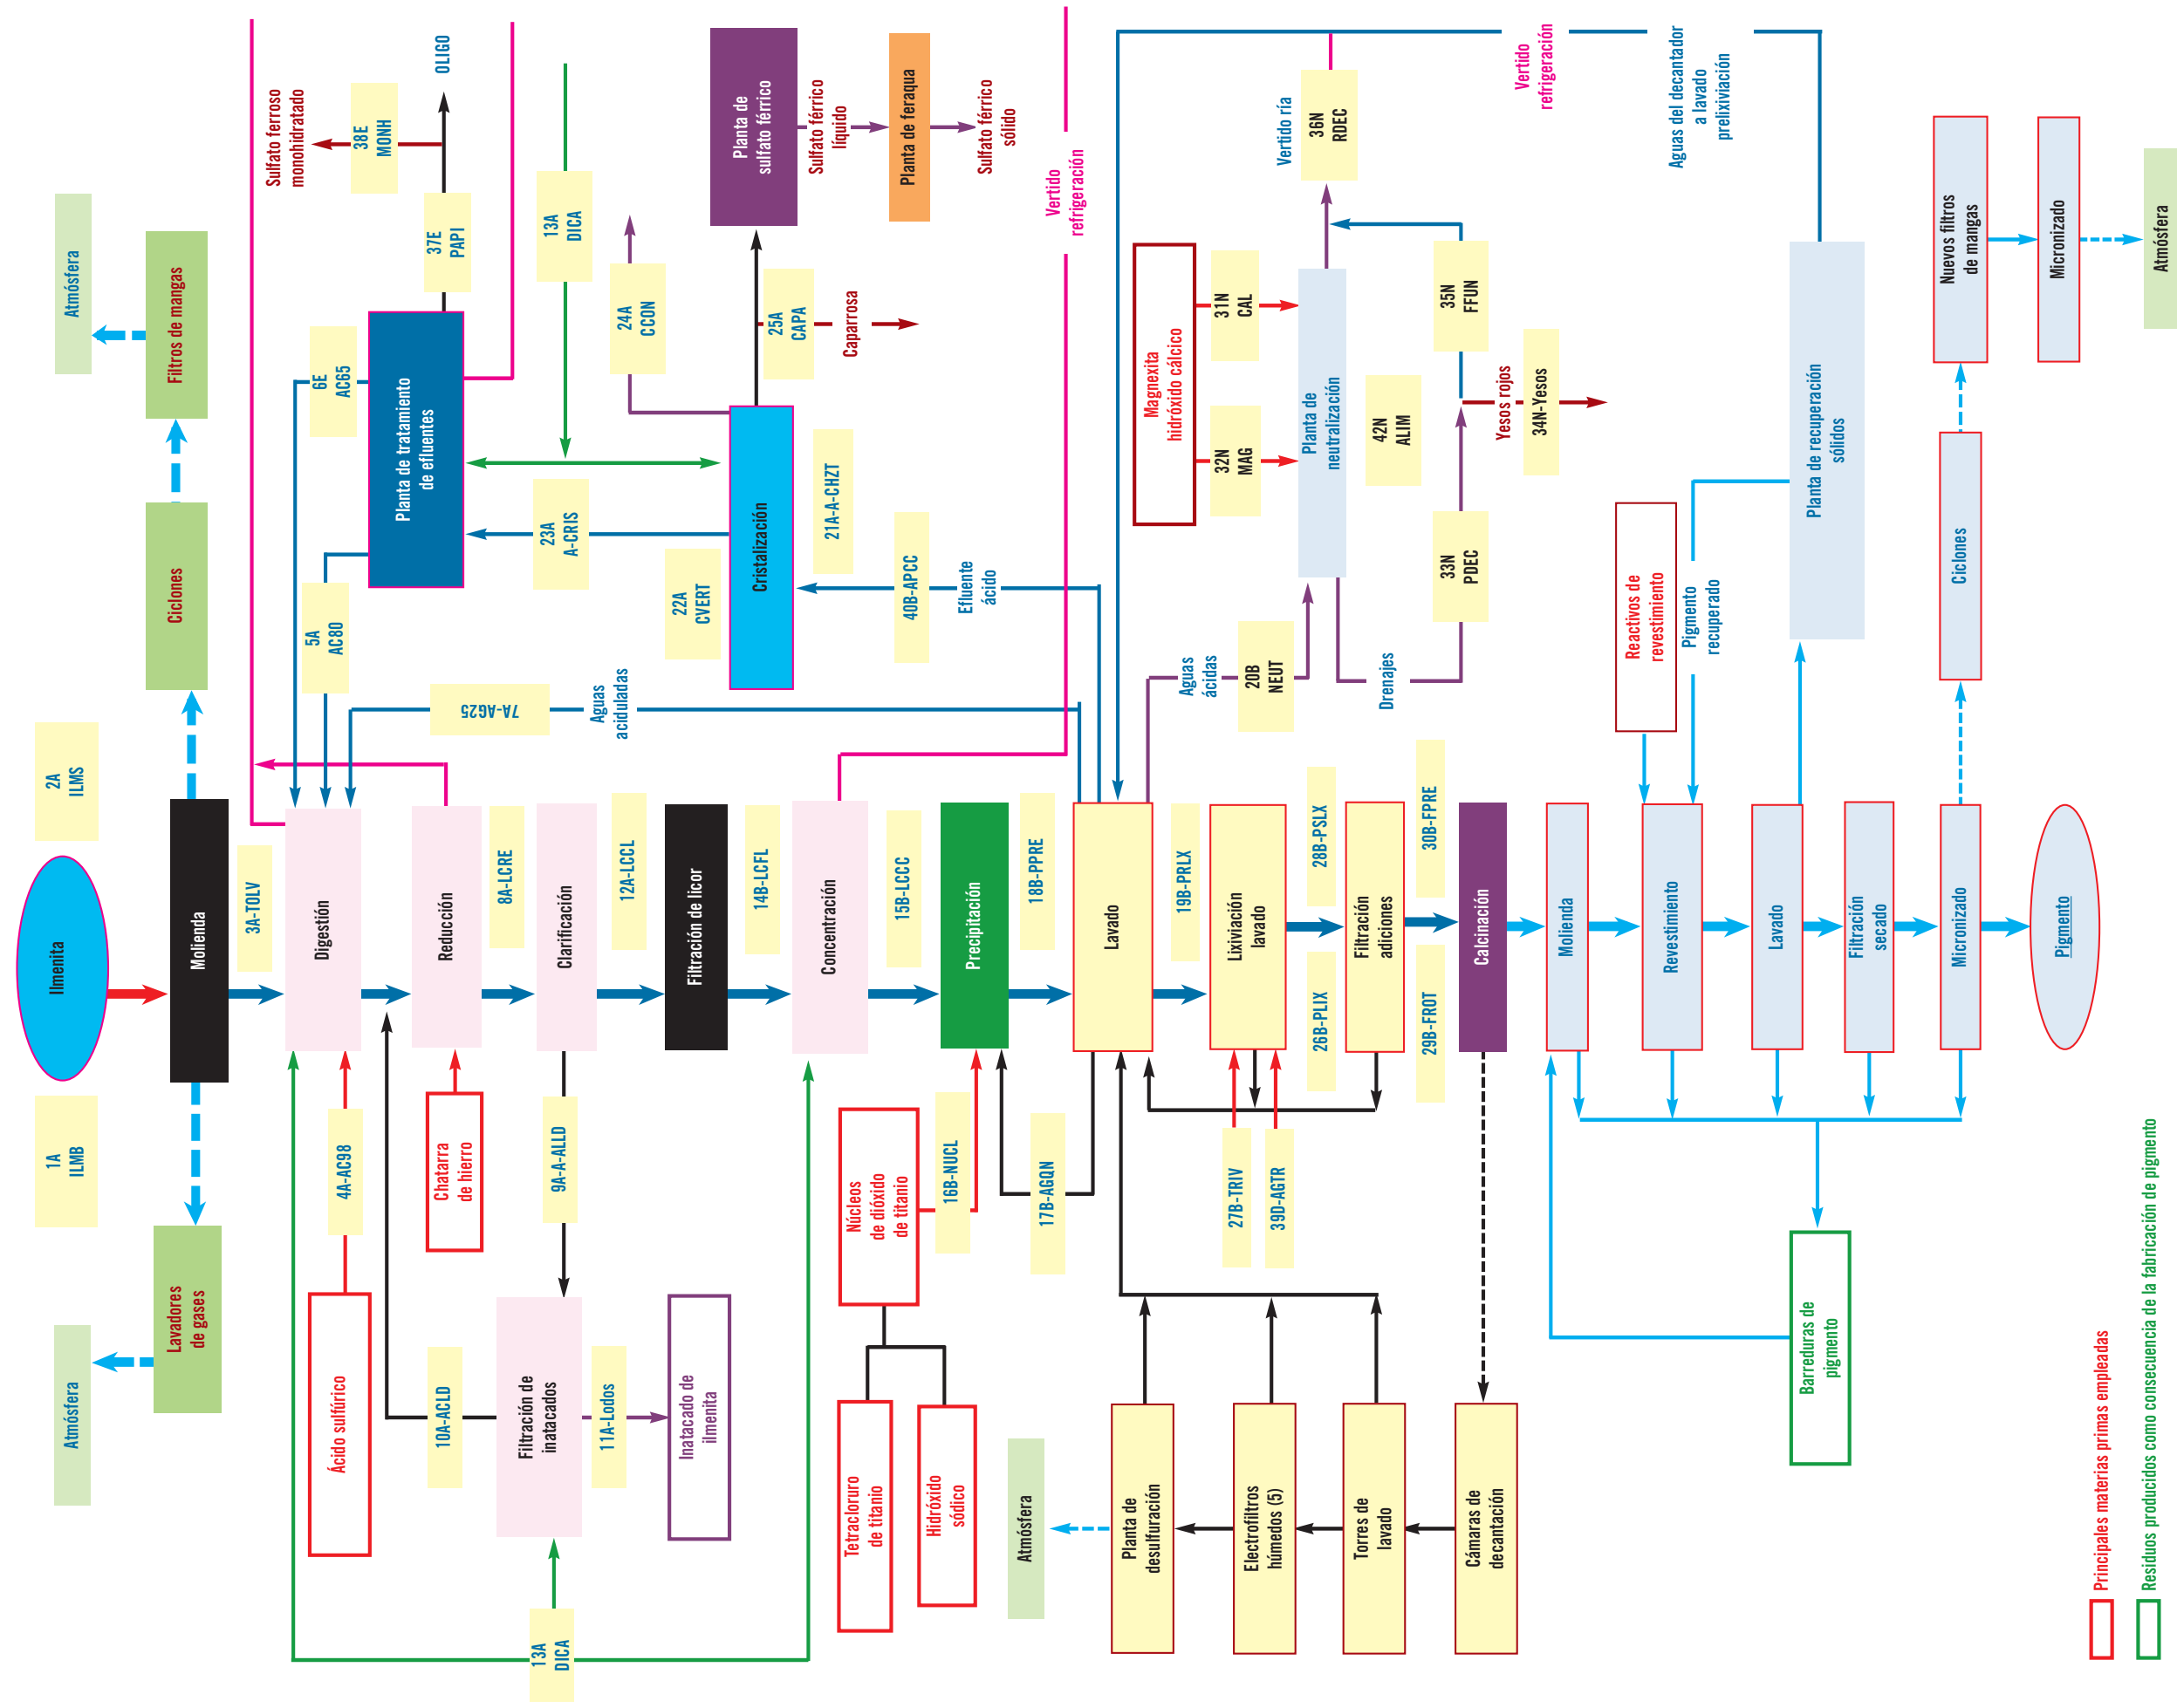 Ilmenita
1A
ILMB
2A
ILMS
Atmósfera
Lavadores
de gases
Molienda
Ciclones
Filtros de mangas
Atmósfera
3A-TOLV
Ácido sulfúrico
4A-AC98
Digestión
5A
AC80
6E
AC65
Planta de tratamiento
de efluentes
37E
PAPI
38E
MONH
Sulfato ferroso
monohidratado
OLIGO
10A-ACLD
Chatarra
de hierro
Reducción
8A-LCRE
7A-AG25
Aguas
aciduladas
Filtración de
inatacados
9A-A-ALLD
Clarificación
12A-LCCL
23A
A-CRIS
13A
DICA
13A
DICA
11A-Lodos
Inatacado de
ilmenita
Filtración de licor
14B-LCFL
22A
CVERT
Cristalización
21A-A-CHZT
24A
CCON
25A
CAPA
Caparrosa
Planta de
sulfato férrico
Sulfato férrico
líquido
Planta de feraqua
Sulfato férrico
sólido
Tetracloruro
de titanio
Hidróxido
sódico
Núcleos
de dióxido
de titanio
16B-NUCL
Concentración
15B-LCCC
40B-APCC
Efluente
ácido
Vertido
refrigeración
Precipitación
18B-PPRE
17B-AGQN
Atmósfera
Planta de
desulfuración
Lavado
19B-PRLX
Aguas
ácidas
20B
NEUT
Magnexita
hidróxido cálcico
32N
MAG
31N
CAL
Planta de
neutralización
42N
ALIM
Vertido ría
36N
RDEC
Electrofiltros
húmedos (5)
27B-TRIV
39D-AGTR
Lixiviación
lavado
26B-PLIX
28B-PSLX
Drenajes
33N
PDEC
35N
FFUN
Yesos rojos
34N-Yesos
Torres de
lavado
Filtración
adiciones
29B-FROT
30B-FPRE
Vertido
refrigeración
Cámaras de
decantación
Calcinación
Molienda
Reactivos de
revestimiento
Pigmento
recuperado
Revestimiento
Aguas del decantador
a lavado
prelixiviación
Barreduras de
pigmento
Lavado
Planta de recuperación
sólidos
Filtración
secado
Micronizado
Ciclones
Nuevos filtros
de mangas
Micronizado
Atmósfera
Pigmento
Principales materias primas empleadas
Residuos producidos como consecuencia de la fabricación de pigmento